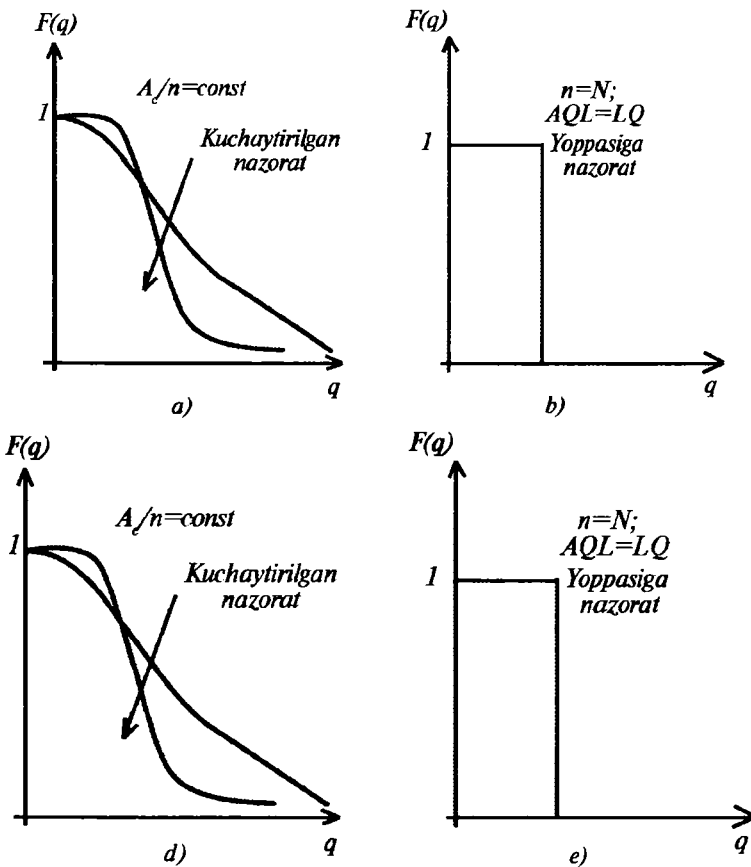 F(q)
A_c/n=const
1
Kuchaytirilgan
nazorat
q
a)
F(q)
n=N;
AQL=LQ
1
Yoppasiga
nazorat
q
b)
F(q)
A_c/n=const
1
Kuchaytirilgan
nazorat
q
d)
F(q)
n=N;
AQL=LQ
1
Yoppasiga
nazorat
q
e)